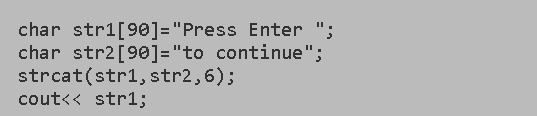 char str1[90]="Press Enter ";
char str2[90]="to continue";
strcat(str1,str2,6);
cout<< str1;